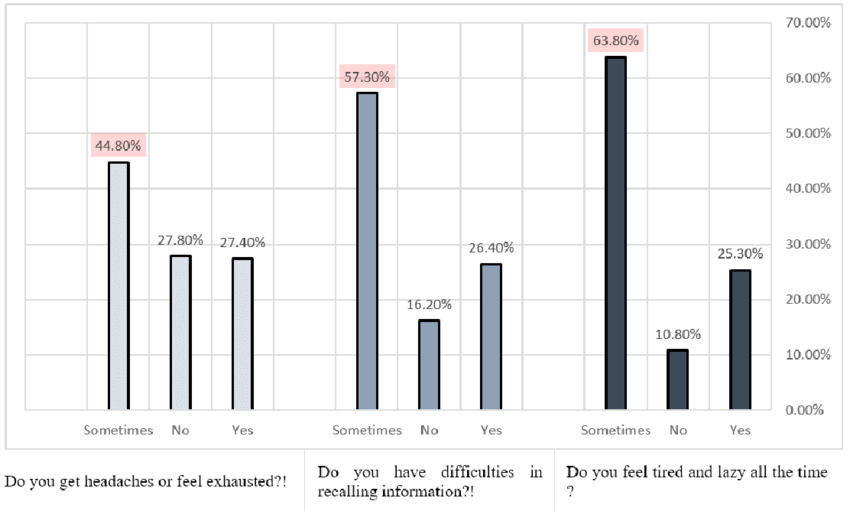 70.00%
63.80%
60.00%
57.30%
50.00%
44.80%
40.00%
30.00%
27.80% 27.40% 26.40% 25.30%
20.00%
16.20%
10.80%
10.00%
0.00%
Sometimes No Yes Sometimes No Yes Sometimes No Yes
Do you get headaches or feel exhausted?!
Do you have difficulties in
recalling information?!
Do you feel tired and lazy all the time
?